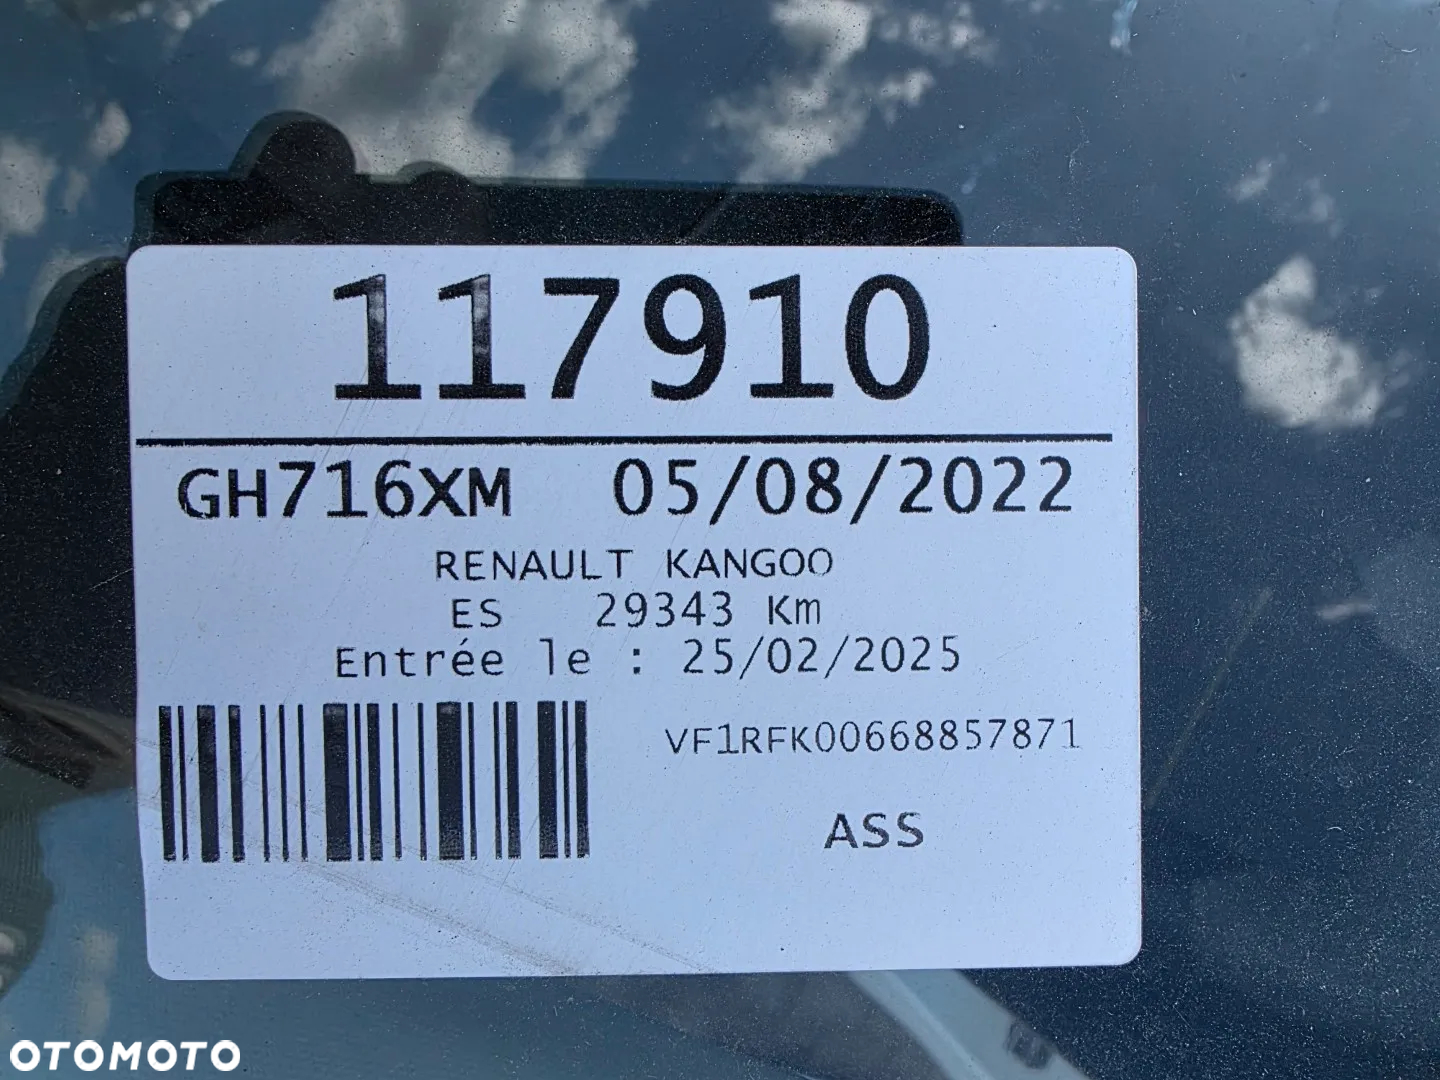 117910
GH716XM 05/08/2022
RENAULT KANGOO
ES 29343 Km
Entrée le : 25/02/2025
VF1RFK00668857871
ASS
OTOMOTO